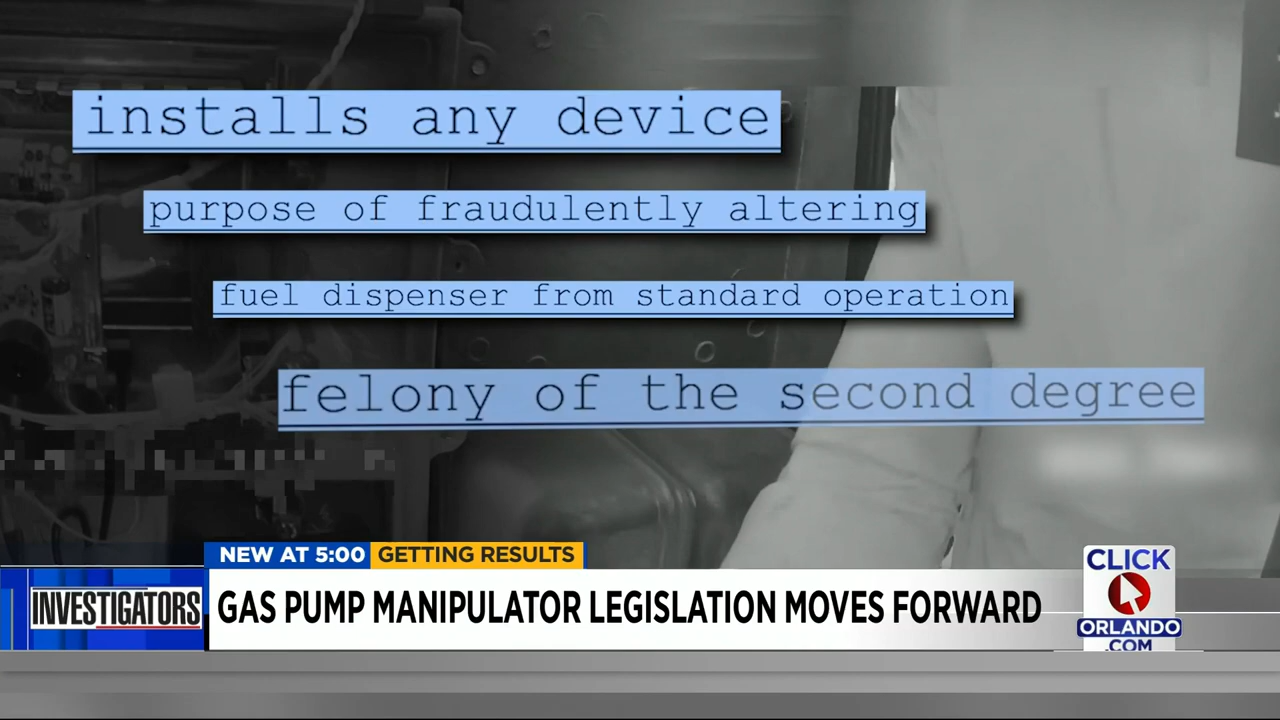 installs any device
purpose of fraudulently altering
fuel dispenser from standard operation
felony of the second degree
NEW AT 5:00 GETTING RESULTS
INVESTIGATORS
GAS PUMP MANIPULATOR LEGISLATION MOVES FORWARD
CLICK
ORLANDO
.COM